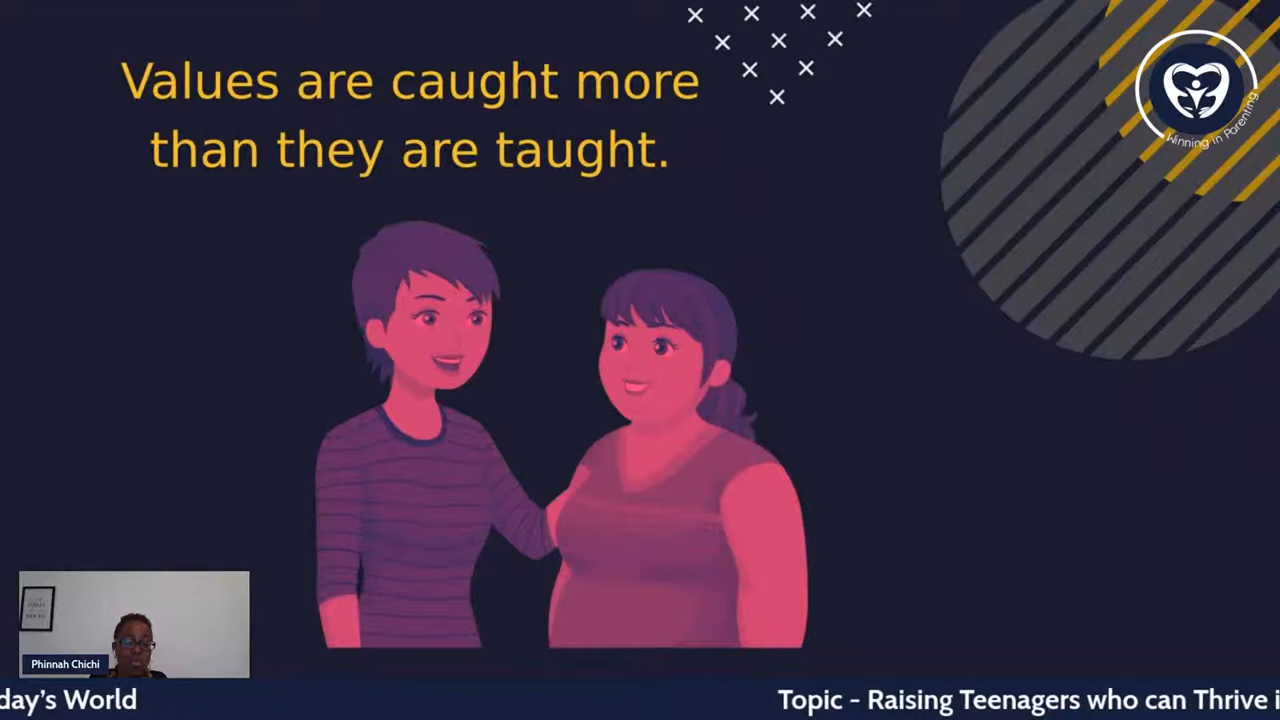 Values are caught more
than they are taught.
Winning in Parenting
Phinnah Chichi
day's World
Topic - Raising Teenagers who can Thrive i